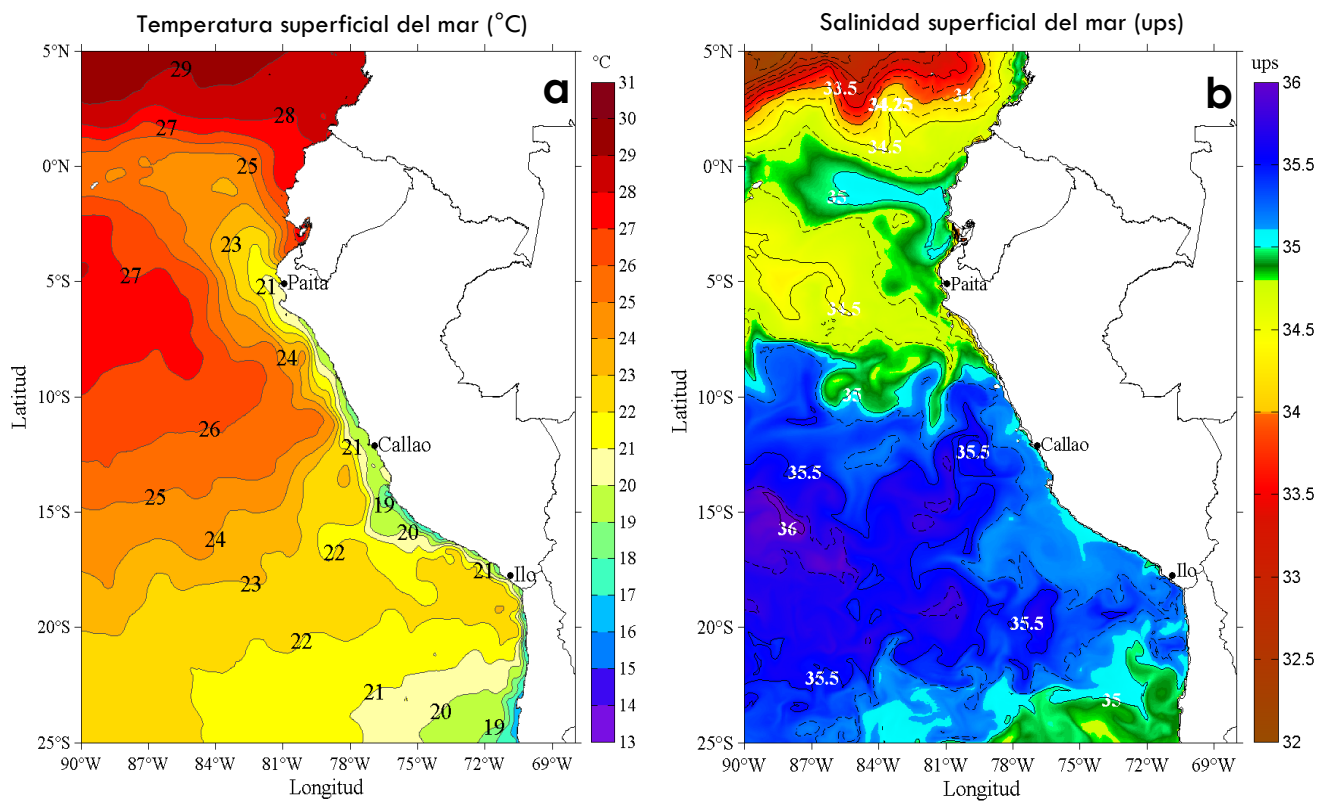 Temperatura superficial del mar (°C)
5°N
0°N
5°S
10°S
15°S
20°S
25°S
Latitud
90°W
87°W
84°W
81°W
78°W
75°W
72°W
69°W
Longitud
a
29
28
27
25
23
27
21
Paita
24
26
21
Callao
25
19
24
20
22
21
Ilo
23
22
21
20
19
°C
31
30
29
28
27
26
25
24
23
22
21
20
19
18
17
16
15
14
13
Salinidad superficial del mar (ups)
5°N
0°N
5°S
10°S
15°S
20°S
25°S
Latitud
90°W
87°W
84°W
81°W
78°W
75°W
72°W
69°W
Longitud
b
33.5
34
34.25
34.5
35
Paita
34.5
35
Callao
35.5
35.5
36
Ilo
35.5
35.5
35
ups
36
35.5
35
34.5
34
33.5
33
32.5
32